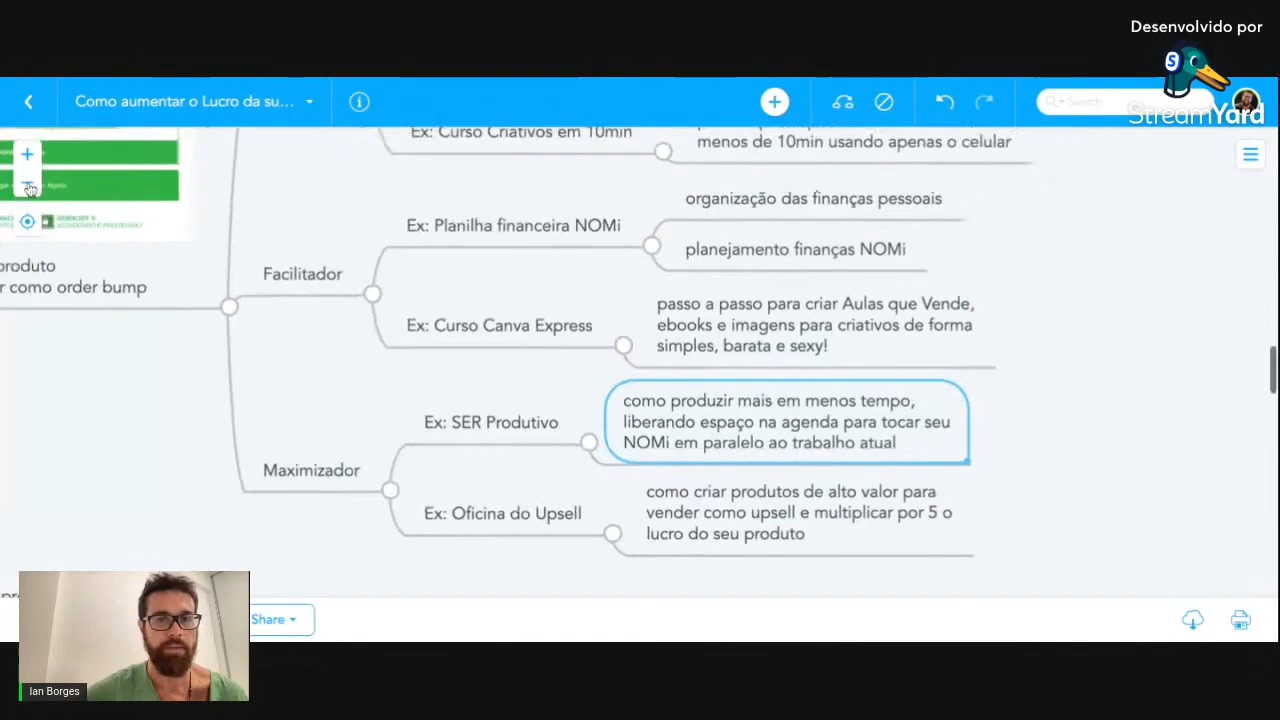 Desenvolvido por
StreamYard
Como aumentar o Lucro da su...
Search
Ex: Curso Criativos em 10min
menos de 10min usando apenas o celular
produto
r como order bump
Facilitador
Ex: Planilha financeira NOMi
organização das finanças pessoais
planejamento finanças NOMi
Ex: Curso Canva Express
passo a passo para criar Aulas que Vende,
ebooks e imagens para criativos de forma
simples, barata e sexy!
Maximizador
Ex: SER Produtivo
como produzir mais em menos tempo,
liberando espaço na agenda para tocar seu
NOMi em paralelo ao trabalho atual
Ex: Oficina do Upsell
como criar produtos de alto valor para
vender como upsell e multiplicar por 5 o
lucro do seu produto
Share
Ian Borges